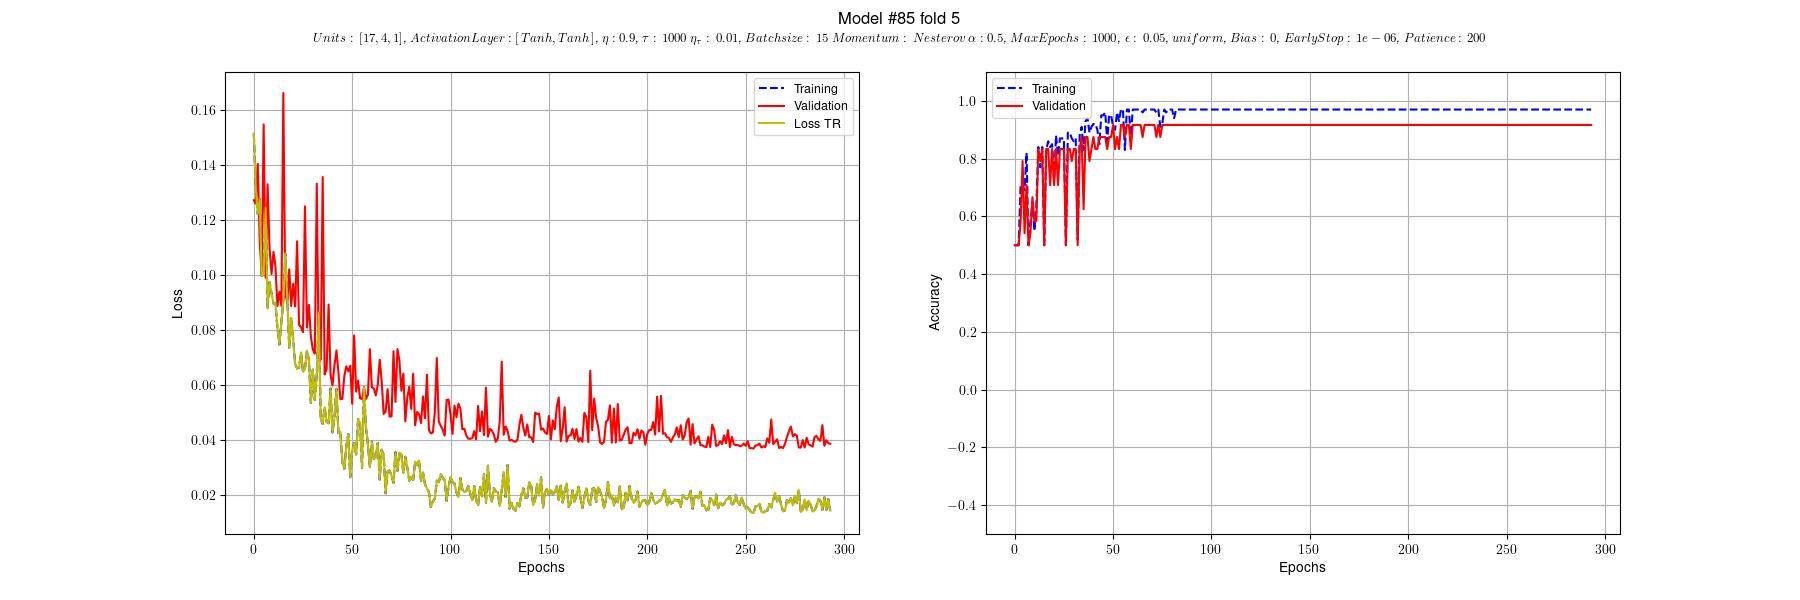 Model #85 fold 5
Units : [17, 4, 1], ActivationLayer : [Tanh, Tanh], η : 0.9, τ : 1000 ητ : 0.01, Batchsize : 15 Momentum : Nesterov α : 0.5, MaxEpochs : 1000, ϵ : 0.05, uniform, Bias : 0, EarlyStop : 1e − 06, Patience : 200
Training
Validation
Loss TR
0.16
0.14
0.12
0.10
0.08
0.06
0.04
0.02
Loss
0 50 100 150 200 250 300
Epochs
Training
Validation
1.0
0.8
0.6
0.4
0.2
0.0
−0.2
−0.4
Accuracy
0 50 100 150 200 250 300
Epochs